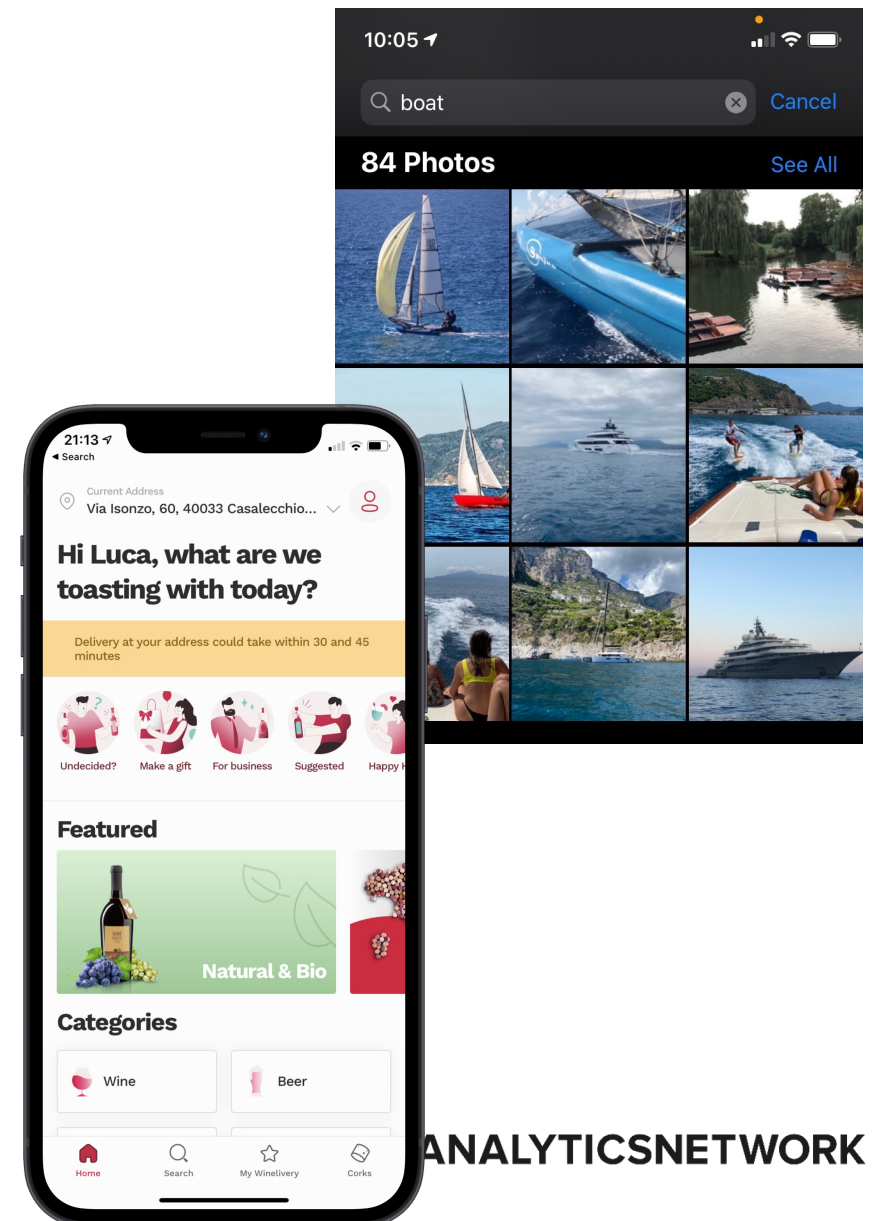 10:05
boat
Cancel
84 Photos
See All
21:13
Search
Current Address
Via Isonzo, 60, 40033 Casalecchio...
Hi Luca, what are we
toasting with today?
Delivery at your address could take within 30 and 45
minutes
Undecided?
Make a gift
For business
Suggested
Happy H
Featured
Natural & Bio
Categories
Wine
Beer
Home
Search
My Winelivery
Corks
ANALYTICSNETWORK